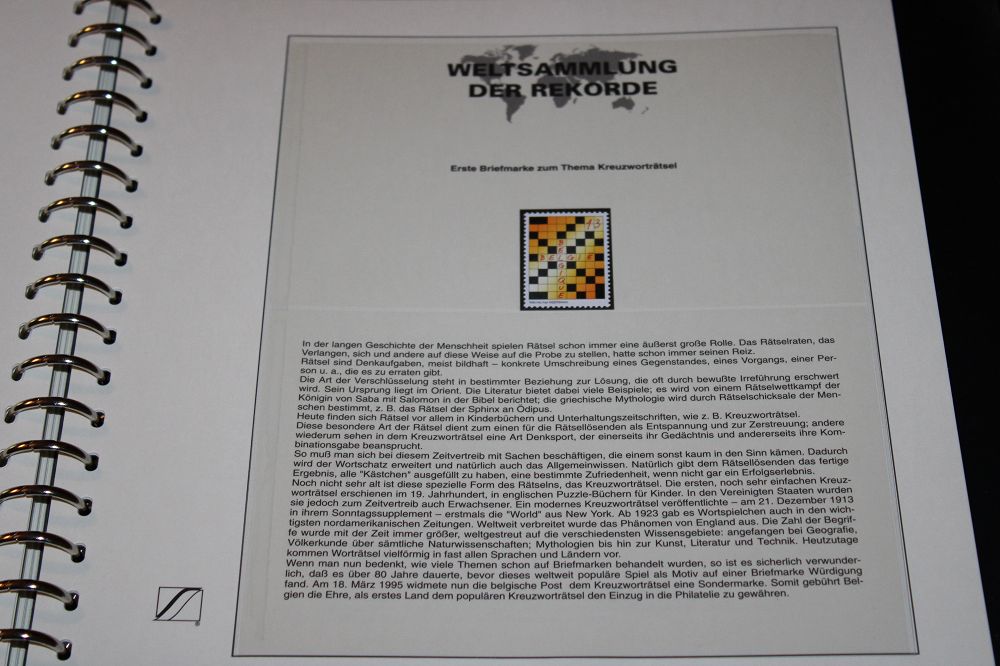 WELTSAMMLUNG
DER REKORDE
Erste Briefmarke zum Thema Kreuzworträtsel
13
BELGIE
BELGIQUE
In der langen Geschichte der Menschheit spielen Rätsel schon immer eine äußerst große Rolle. Das Rätselraten, das
Verlangen, sich und andere auf diese Weise auf die Probe zu stellen, hatte schon immer seinen Reiz.
Rätsel sind Denkaufgaben, meist bildhaft – konkrete Umschreibung eines Gegenstandes, eines Vorgangs, einer Per-
son u. a., die es zu erraten gibt.
Die Art der Verschlüsselung steht in bestimmter Beziehung zur Lösung, die oft durch bewußte Irreführung erschwert
wird. Sein Ursprung liegt im Orient. Die Literatur bietet dabei viele Beispiele; es wird von einem Rätselwettkampf der
Königin von Saba mit Salomon in der Bibel berichtet; die griechische Mythologie wird durch Rätselschicksale der Men-
schen bestimmt, z. B. das Rätsel der Sphinx an Ödipus.
Heute finden sich Rätsel vor allem in Kinderbüchern und Unterhaltungszeitschriften, wie z. B. Kreuzworträtsel.
Diese besondere Art der Rätsel dient zum einen für die Rätsellösenden als Entspannung und zur Zerstreuung; andere
wiederum sehen in dem Kreuzworträtsel eine Art Denksport, der einerseits ihr Gedächtnis und andererseits ihre Kom-
binationsgabe beansprucht.
So muß man sich bei diesem Zeitvertreib mit Sachen beschäftigen, die einem sonst kaum in den Sinn kämen. Dadurch
wird der Wortschatz erweitert und natürlich auch das Allgemeinwissen. Natürlich gibt dem Rätsellösenden das fertige
Ergebnis, alle "Kästchen" ausgefüllt zu haben, eine bestimmte Zufriedenheit, wenn nicht gar ein Erfolgserlebnis.
Noch nicht sehr alt ist diese spezielle Form des Rätselns, das Kreuzworträtsel. Die ersten, noch sehr einfachen Kreuz-
worträtsel erschienen im 19. Jahrhundert, in englischen Puzzle-Büchern für Kinder. In den Vereinigten Staaten wurden
sie jedoch zum Zeitvertreib auch Erwachsener. Ein modernes Kreuzworträtsel veröffentlichte – am 21. Dezember 1913
in ihrem Sonntagssupplement – erstmals die "World" aus New York. Ab 1923 gab es Wortspielchen auch in den wich-
tigsten nordamerikanischen Zeitungen. Weltweit verbreitet wurde das Phänomen von England aus. Die Zahl der Begrif-
fe wurde mit der Zeit immer größer, weltgestreut auf die verschiedensten Wissensgebiete: angefangen bei Geografie,
Völkerkunde über sämtliche Naturwissenschaften; Mythologien bis hin zur Kunst, Literatur und Technik. Heutzutage
kommen Worträtsel vielförmig in fast allen Sprachen und Ländern vor.
Wenn man nun bedenkt, wie viele Themen schon auf Briefmarken behandelt wurden, so ist es sicherlich verwunder-
lich, daß es über 80 Jahre dauerte, bevor dieses weltweit populäre Spiel als Motiv auf einer Briefmarke Würdigung
fand. Am 18. März 1995 widmete nun die belgische Post dem Kreuzworträtsel eine Sondermarke. Somit gebührt Bel-
gien die Ehre, als erstes Land dem populären Kreuzworträtsel den Einzug in die Philatelie zu gewähren.
®